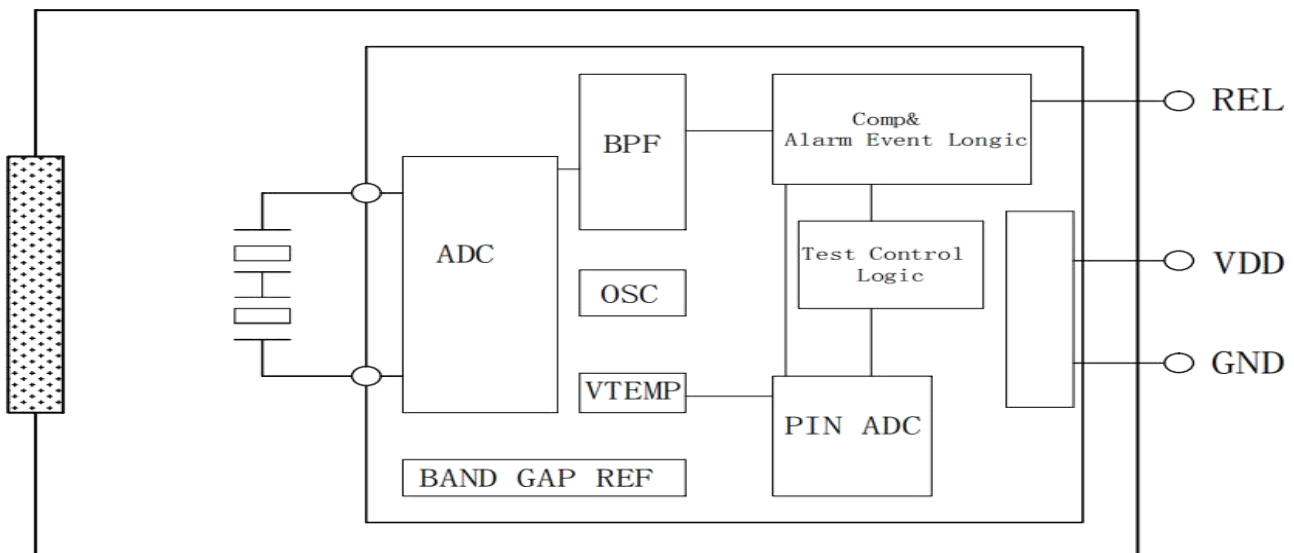 REL
BPF
Comp&
Alarm Event Longic
ADC
Test Control
Logic
VDD
OSC
GND
VTEMP
PIN ADC
BAND GAP REF